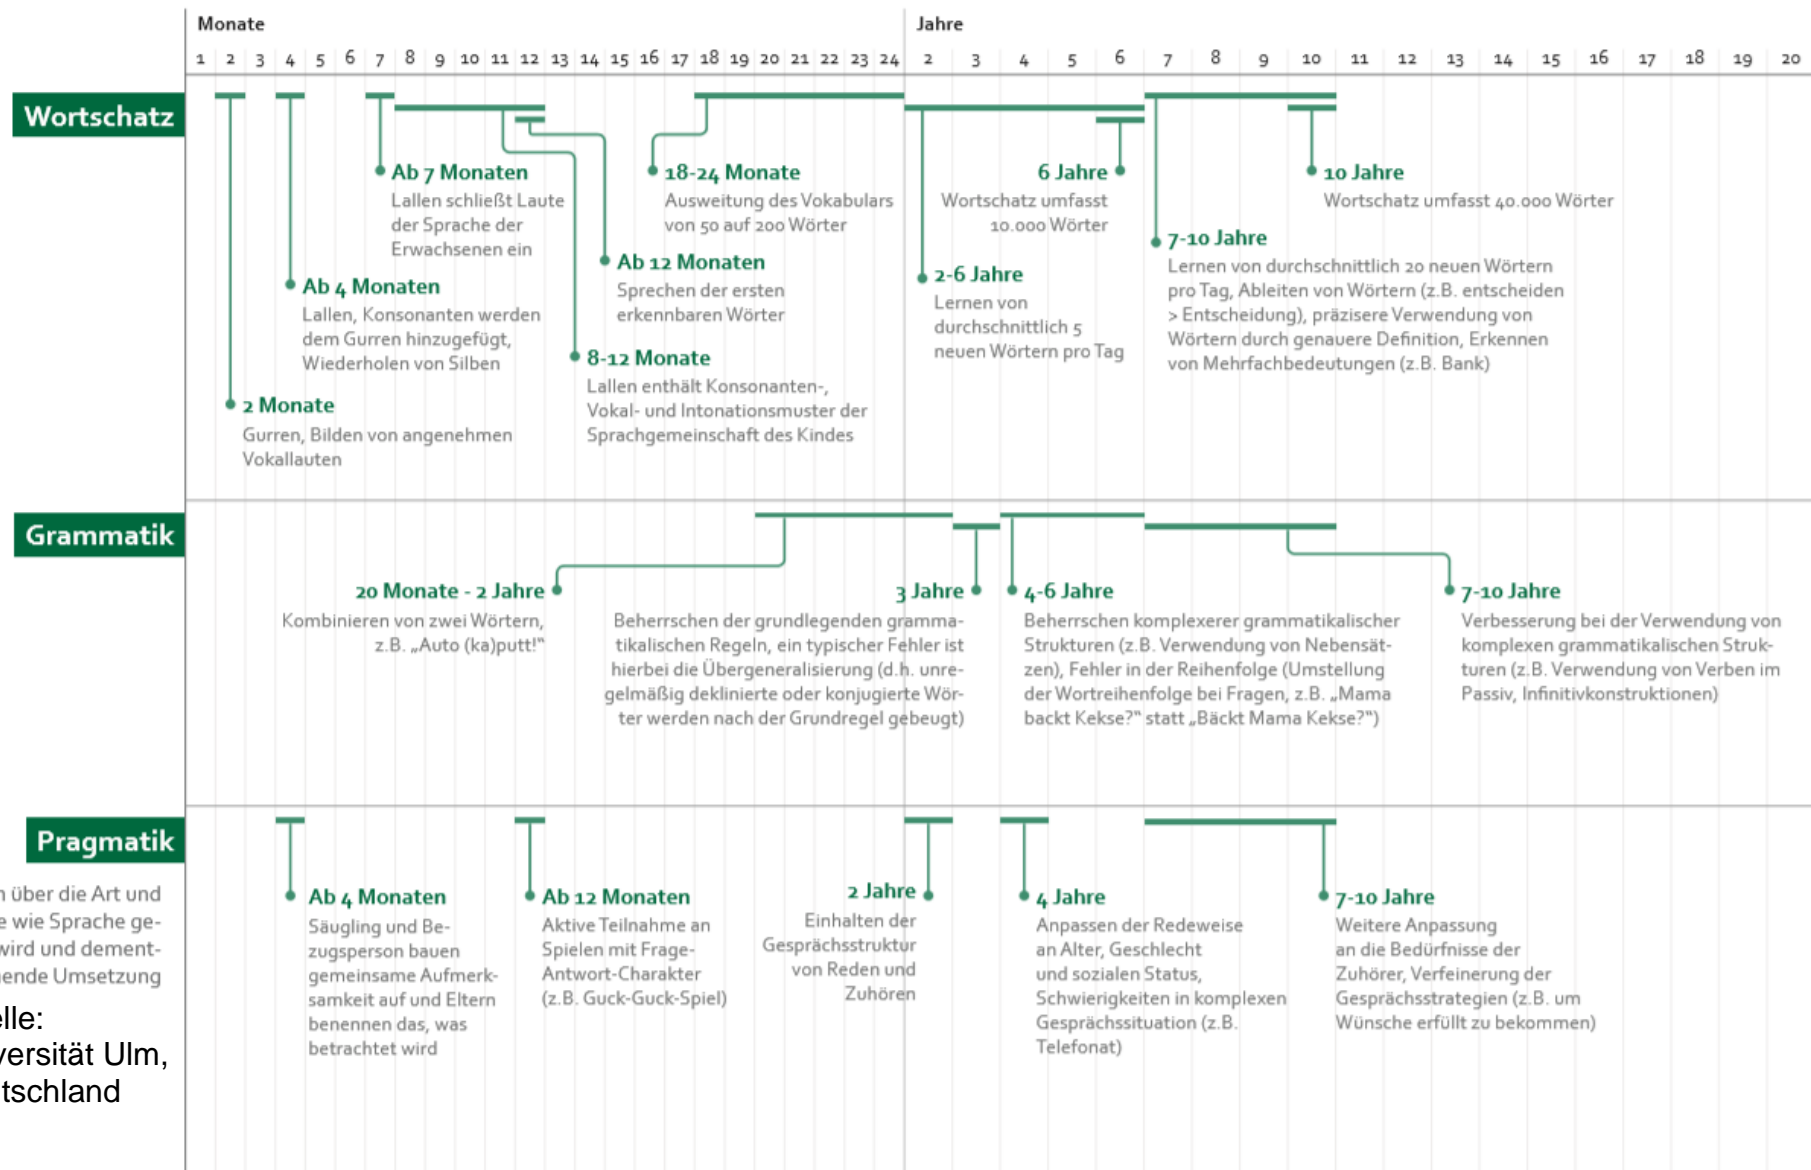 Monate
Jahre
1 2 3 4 5 6 7 8 9 10 11 12 13 14 15 16 17 18 19 20 21 22 23 24 2 3 4 5 6 7 8 9 10 11 12 13 14 15 16 17 18 19 20
Wortschatz
Ab 7 Monaten
Lallen schließt Laute
der Sprache der
Erwachsenen ein
18-24 Monate
Ausweitung des Vokabulars
von 50 auf 200 Wörter
6 Jahre
Wortschatz umfasst
10.000 Wörter
10 Jahre
Wortschatz umfasst 40.000 Wörter
Ab 4 Monaten
Lallen, Konsonanten werden
dem Gurren hinzugefügt,
Wiederholen von Silben
Ab 12 Monaten
Sprechen der ersten
erkennbaren Wörter
2-6 Jahre
Lernen von
durchschnittlich 5
neuen Wörtern pro Tag
7-10 Jahre
Lernen von durchschnittlich 20 neuen Wörtern
pro Tag, Ableiten von Wörtern (z.B. entscheiden
> Entscheidung), präzisere Verwendung von
Wörtern durch genauere Definition, Erkennen
von Mehrfachbedeutungen (z.B. Bank)
2 Monate
Gurren, Bilden von angenehmen
Vokallauten
8-12 Monate
Lallen enthält Konsonanten-,
Vokal- und Intonationsmuster der
Sprachgemeinschaft des Kindes
Grammatik
20 Monate - 2 Jahre
Kombinieren von zwei Wörtern,
z.B. „Auto (ka)putt!“
3 Jahre
Beherrschen der grundlegenden gramma-
tikalischen Regeln, ein typischer Fehler ist
hierbei die Übergeneralisierung (d.h. unre-
gelmäßig deklinierte oder konjugierte Wör-
ter werden nach der Grundregel gebeugt)
4-6 Jahre
Beherrschen komplexerer grammatikalischer
Strukturen (z.B. Verwendung von Nebensät-
zen), Fehler in der Reihenfolge (Umstellung
der Wortreihenfolge bei Fragen, z.B. „Mama
backt Kekse?“ statt „Bäckt Mama Kekse?“)
7-10 Jahre
Verbesserung bei der Verwendung von
komplexen grammatikalischen Struk-
turen (z.B. Verwendung von Verben im
Passiv, Infinitivkonstruktionen)
Pragmatik
über die Art und
wie Sprache ge-
wird und dement-
ende Umsetzung
lle:
versität Ulm,
tschland
Ab 4 Monaten
Säugling und Be-
zugsperson bauen
gemeinsame Aufmerk-
samkeit auf und Eltern
benennen das, was
betrachtet wird
Ab 12 Monaten
Aktive Teilnahme an
Spielen mit Frage-
Antwort-Charakter
(z.B. Guck-Guck-Spiel)
2 Jahre
Einhalten der
Gesprächsstruktur
von Reden und
Zuhören
4 Jahre
Anpassen der Redeweise
an Alter, Geschlecht
und sozialen Status,
Schwierigkeiten in komplexen
Gesprächssituation (z.B.
Telefonat)
7-10 Jahre
Weitere Anpassung
an die Bedürfnisse der
Zuhörer, Verfeinerung der
Gesprächsstrategien (z.B. um
Wünsche erfüllt zu bekommen)